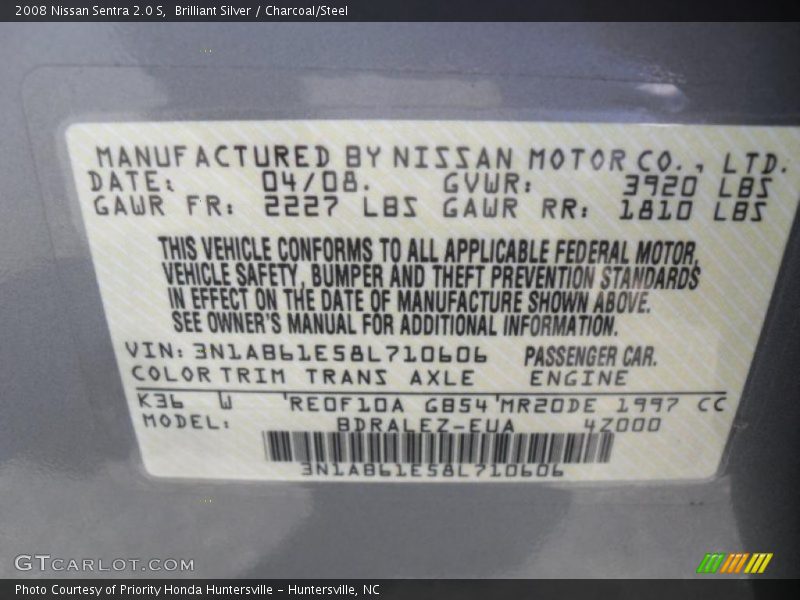 2008 Nissan Sentra 2.0 S,  Brilliant Silver / Charcoal/Steel
MANUFACTURED BY NISSAN MOTOR CO., LTD.
DATE: 04/08. GVWR: 3920 LBS
GAWR FR: 2227 LBS GAWR RR: 1810 LBS
THIS VEHICLE CONFORMS TO ALL APPLICABLE FEDERAL MOTOR
VEHICLE SAFETY, BUMPER AND THEFT PREVENTION STANDARDS
IN EFFECT ON THE DATE OF MANUFACTURE SHOWN ABOVE.
SEE OWNER'S MANUAL FOR ADDITIONAL INFORMATION.
VIN: 3N1AB61E58L710606 PASSENGER CAR.
COLOR TRIM TRANS AXLE ENGINE
K36 W 'RE0F10A GB54'MR20DE 1997 CC
MODEL: BDRALEZ-EUA 4Z000
3N1AB61E58L710606
GTCARLOT.COM
Photo Courtesy of Priority Honda Huntersville - Huntersville, NC